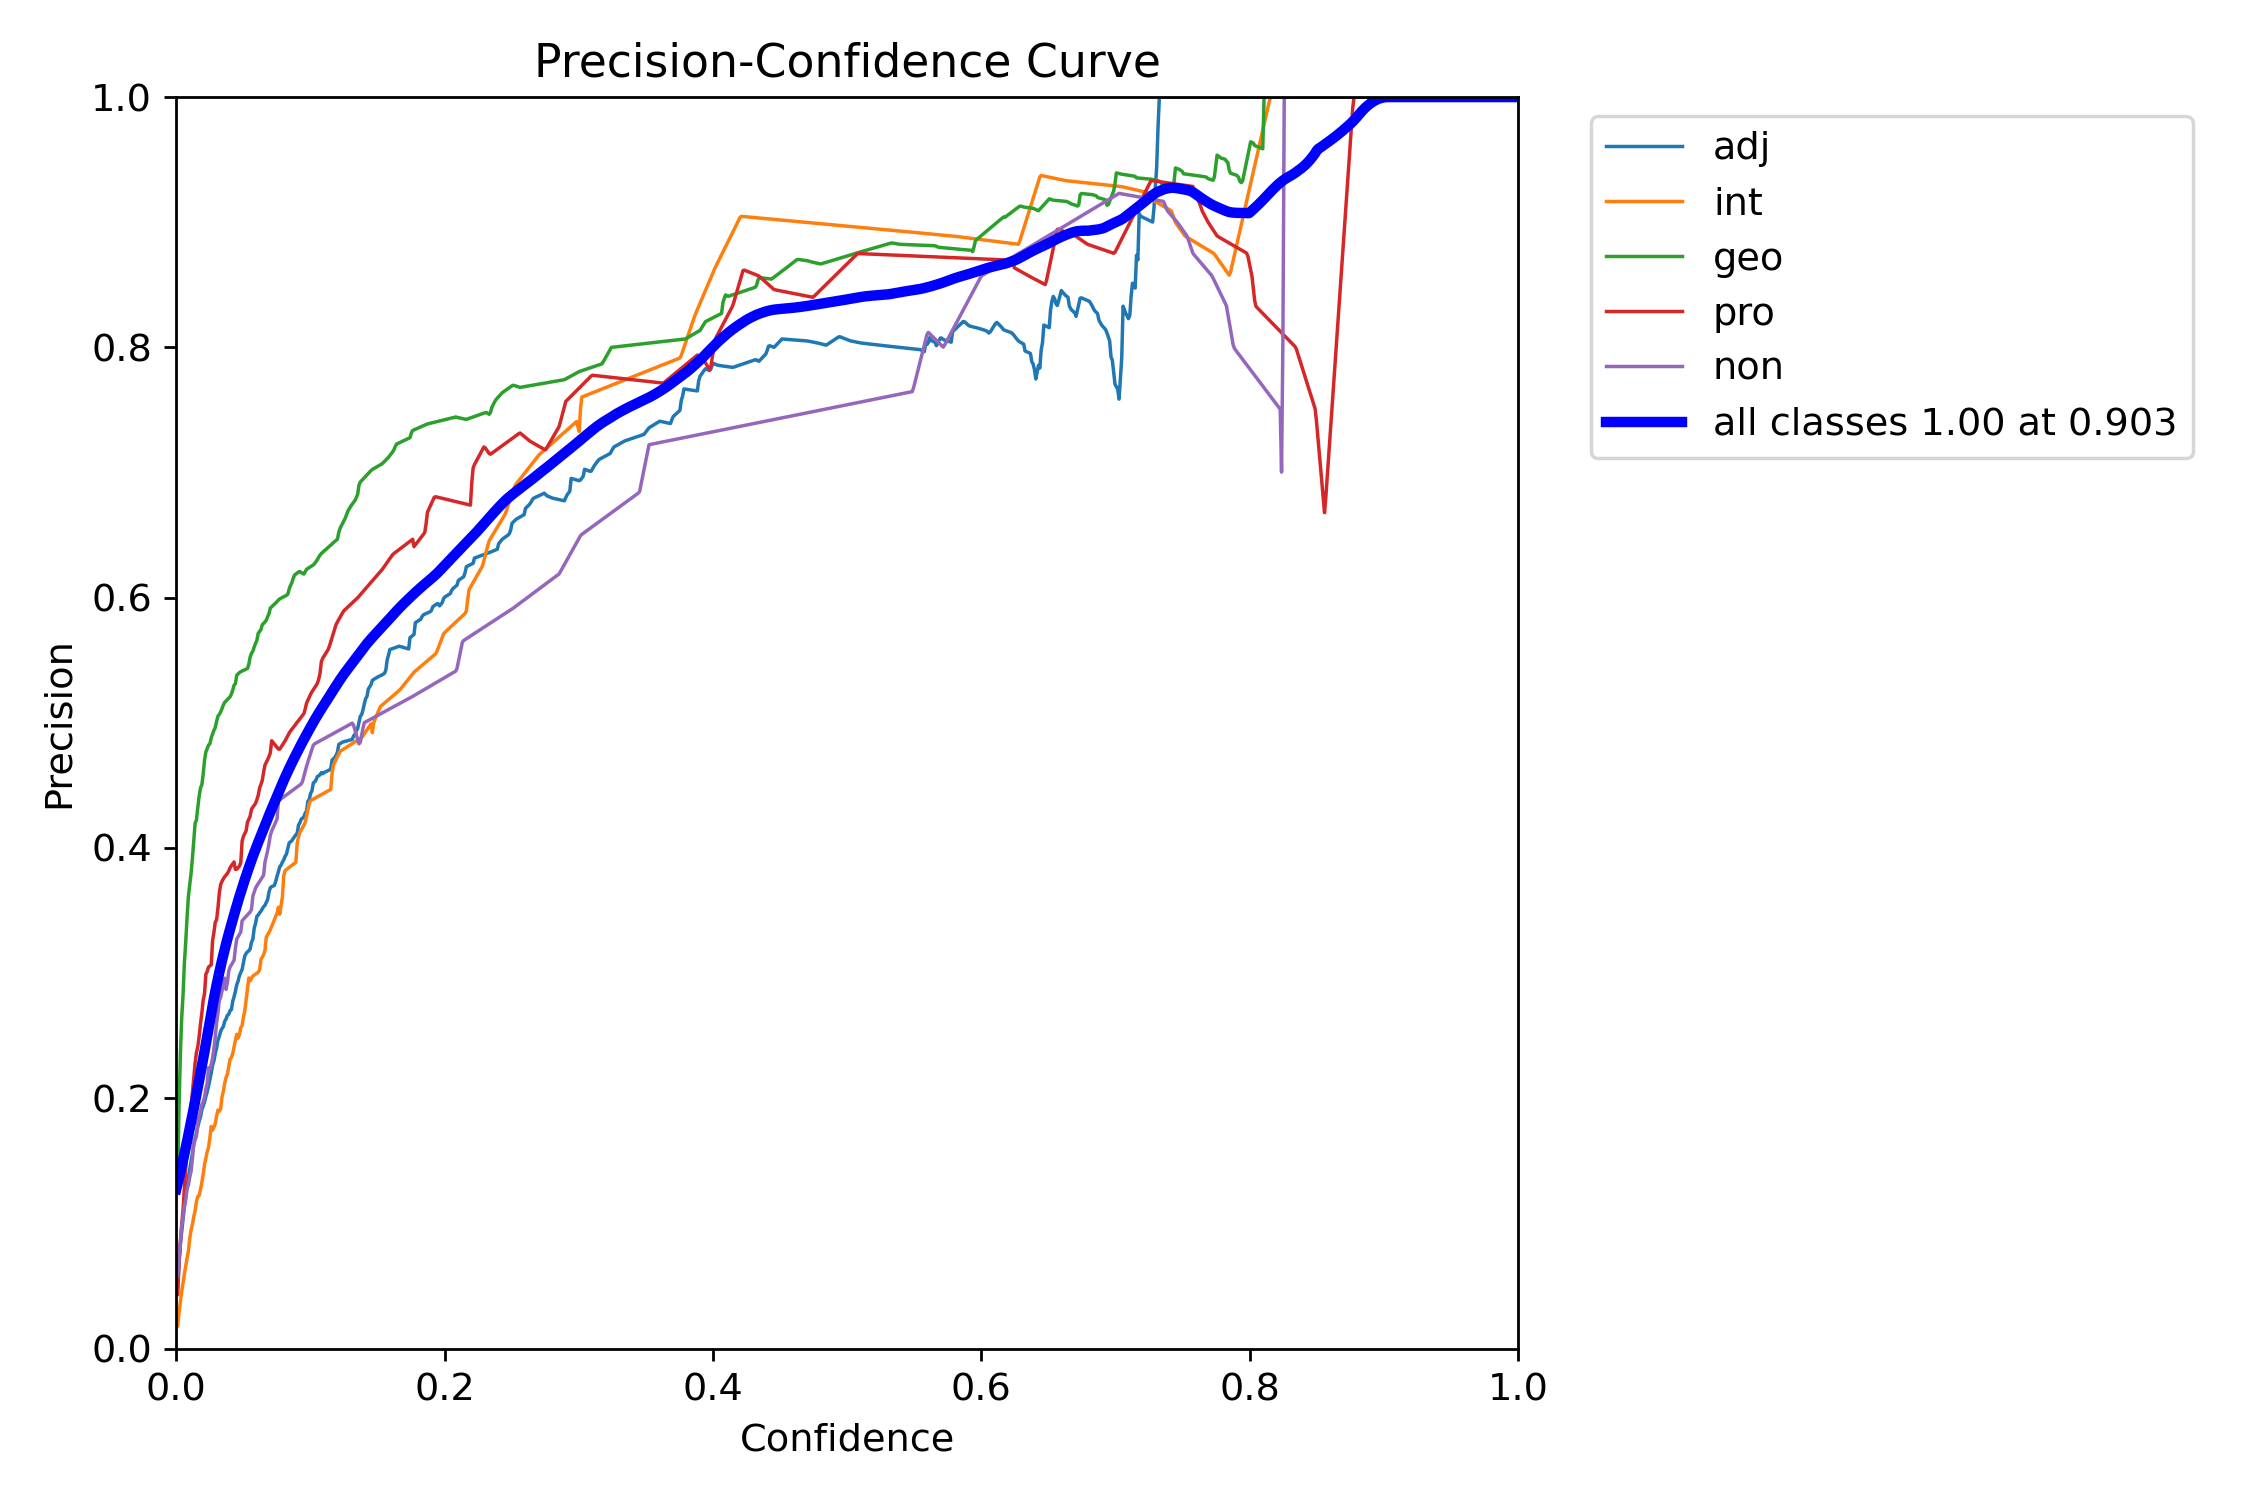 Precision-Confidence Curve
1.0
0.8
0.6
0.4
0.2
0.0
Precision
0.0 0.2 0.4 0.6 0.8 1.0
Confidence
adj
int
geo
pro
non
all classes 1.00 at 0.903